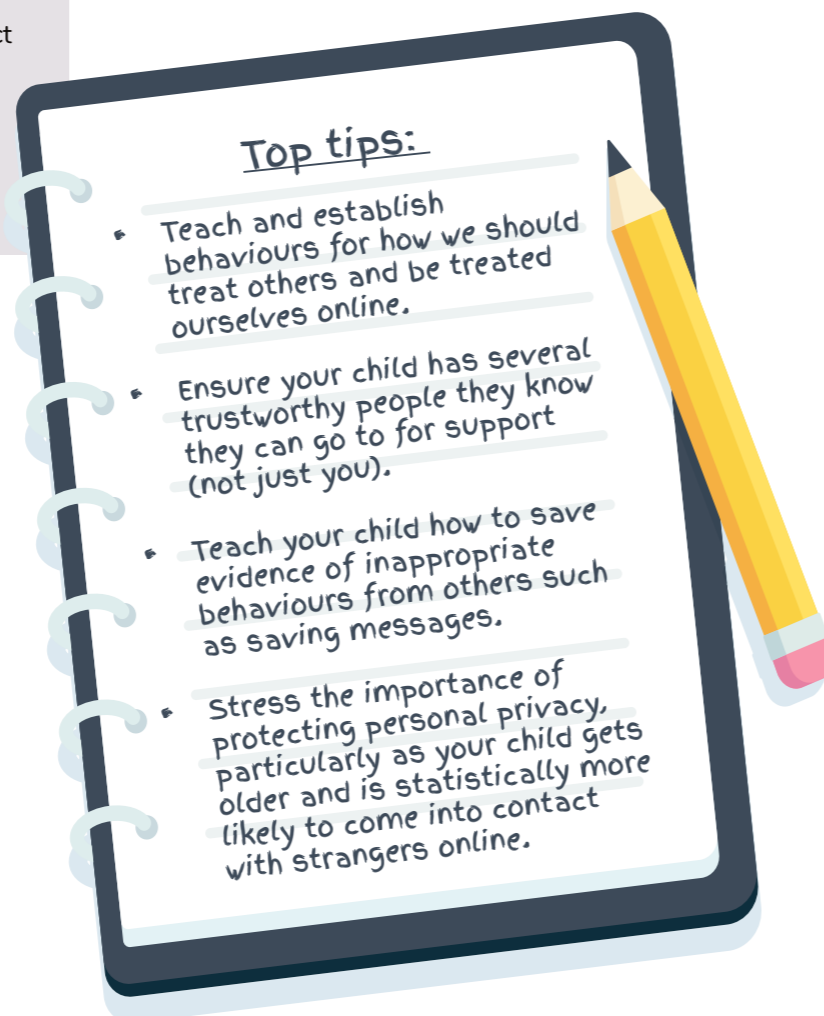 ct
Top tips:
Teach and establish
behaviours for how we should
treat others and be treated
ourselves online.
Ensure your child has several
trustworthy people they know
they can go to for support
(not just you).
Teach your child how to save
evidence of inappropriate
behaviours from others such
as saving messages.
Stress the importance of
protecting personal privacy,
particularly as your child gets
older and is statistically more
likely to come into contact
with strangers online.